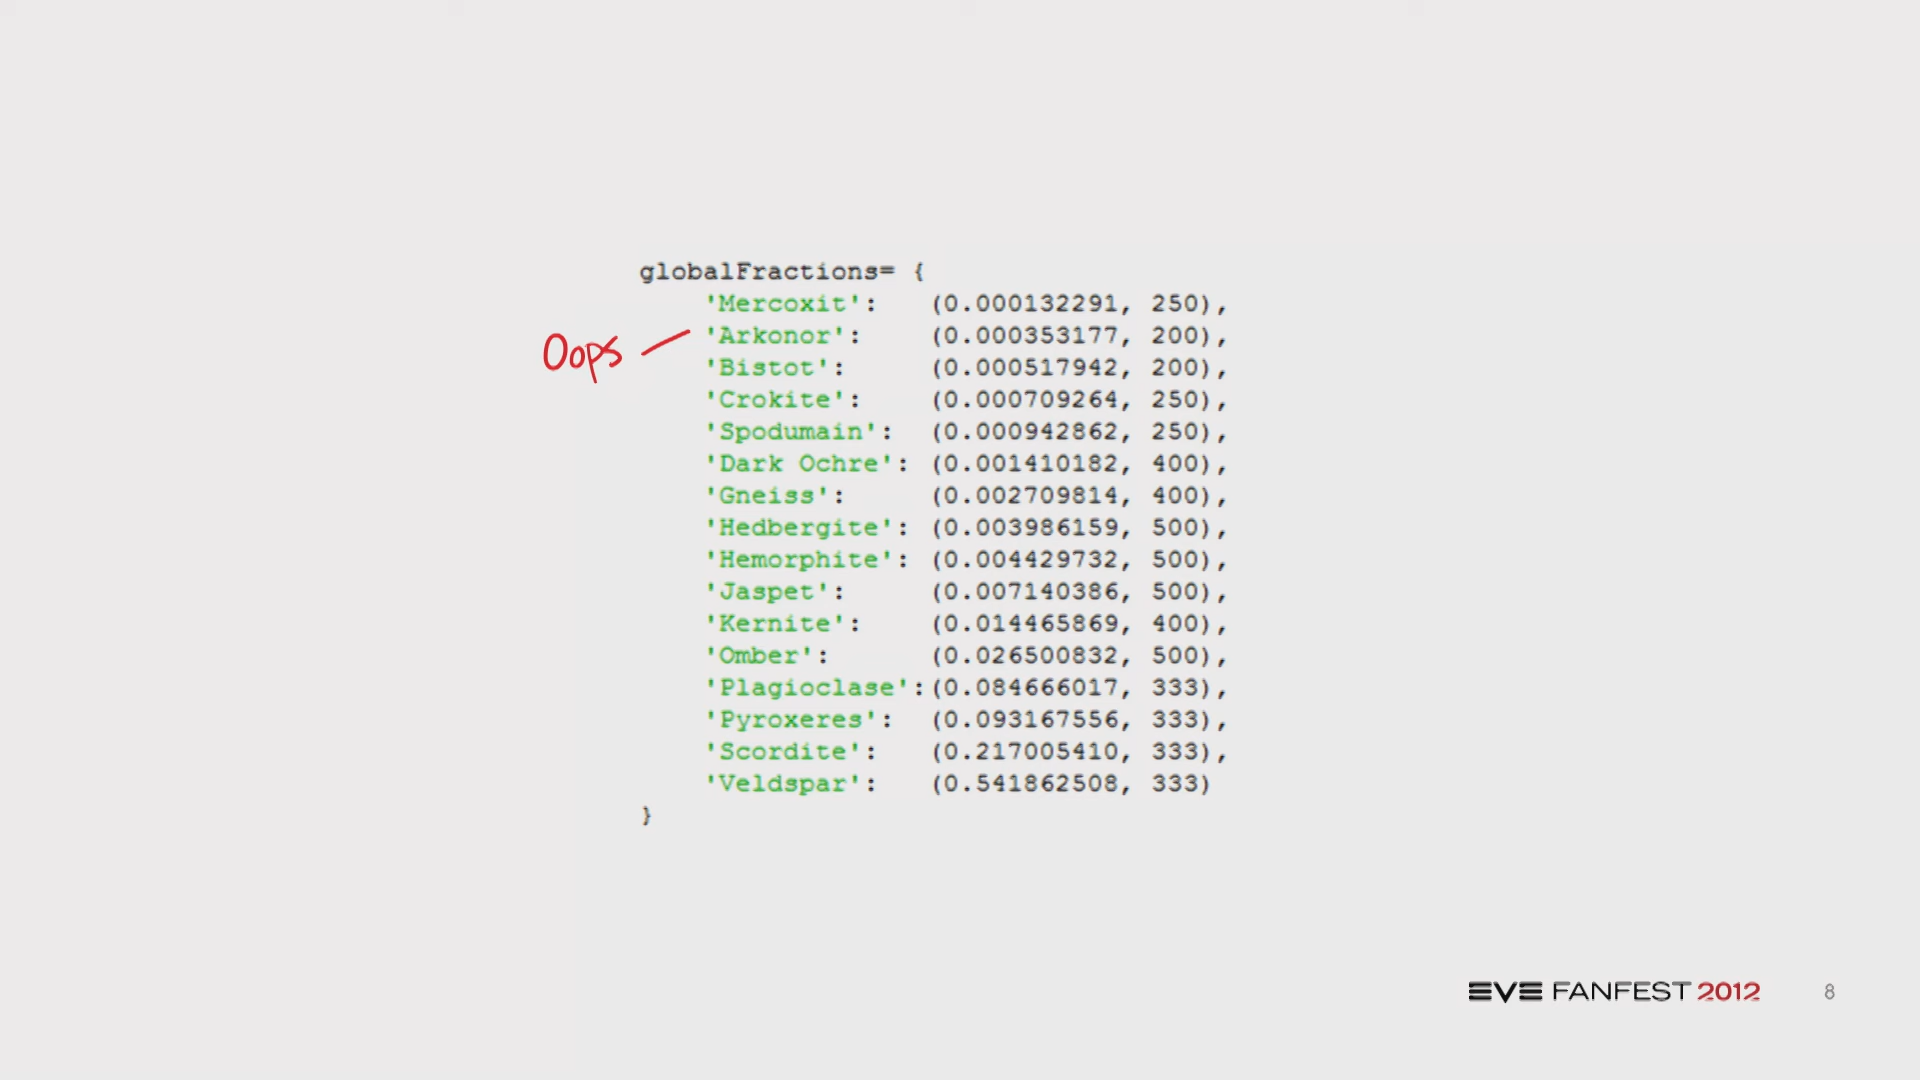 globalFractions= {
'Mercoxit': (0.000132291, 250),
Oops
'Arkonor': (0.000353177, 200),
'Bistot': (0.000517942, 200),
'Crokite': (0.000709264, 250),
'Spodumain': (0.000942862, 250),
'Dark Ochre': (0.001410182, 400),
'Gneiss': (0.002709814, 400),
'Hedbergite': (0.003986159, 500),
'Hemorphite': (0.004429732, 500),
'Jaspet': (0.007140386, 500),
'Kernite': (0.014465869, 400),
'Omber': (0.026500832, 500),
'Plagioclase':(0.084666017, 333),
'Pyroxeres': (0.093167556, 333),
'Scordite': (0.217005410, 333),
'Veldspar': (0.541862508, 333)
}
EVE FANFEST 2012 8